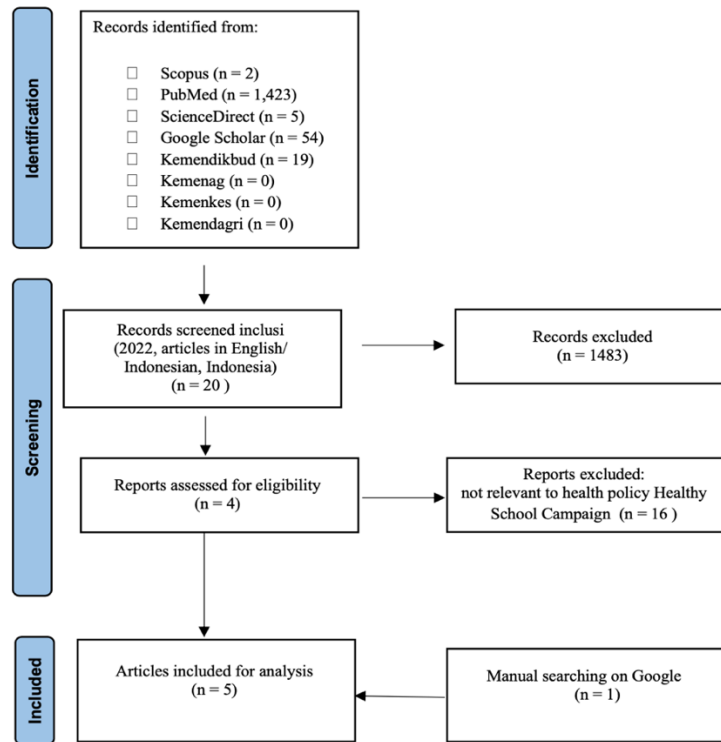 Identification
Records identified from:
☐ Scopus (n = 2)
☐ PubMed (n = 1,423)
☐ ScienceDirect (n = 5)
☐ Google Scholar (n = 54)
☐ Kemendikbud (n = 19)
☐ Kemenag (n = 0)
☐ Kemenkes (n = 0)
☐ Kemendagri (n = 0)
Screening
Records screened inclusi
(2022, articles in English/
Indonesian, Indonesia)
(n = 20 )
Records excluded
(n = 1483)
Reports assessed for eligibility
(n = 4)
Reports excluded:
not relevant to health policy Healthy
School Campaign (n = 16 )
Included
Articles included for analysis
(n = 5)
Manual searching on Google
(n = 1)